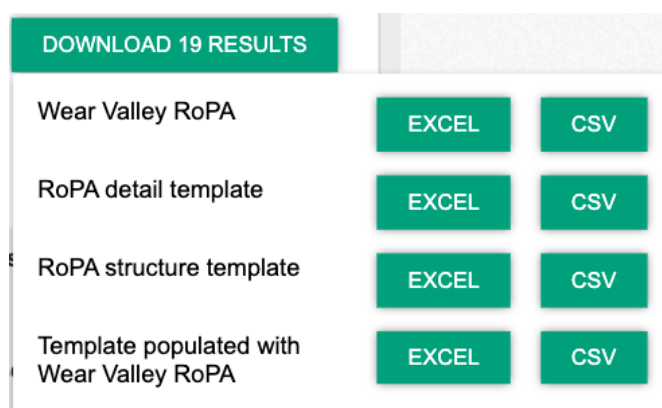 DOWNLOAD 19 RESULTS
Wear Valley RoPA
EXCEL
CSV
RoPA detail template
EXCEL
CSV
RoPA structure template
EXCEL
CSV
Template populated with
Wear Valley RoPA
EXCEL
CSV